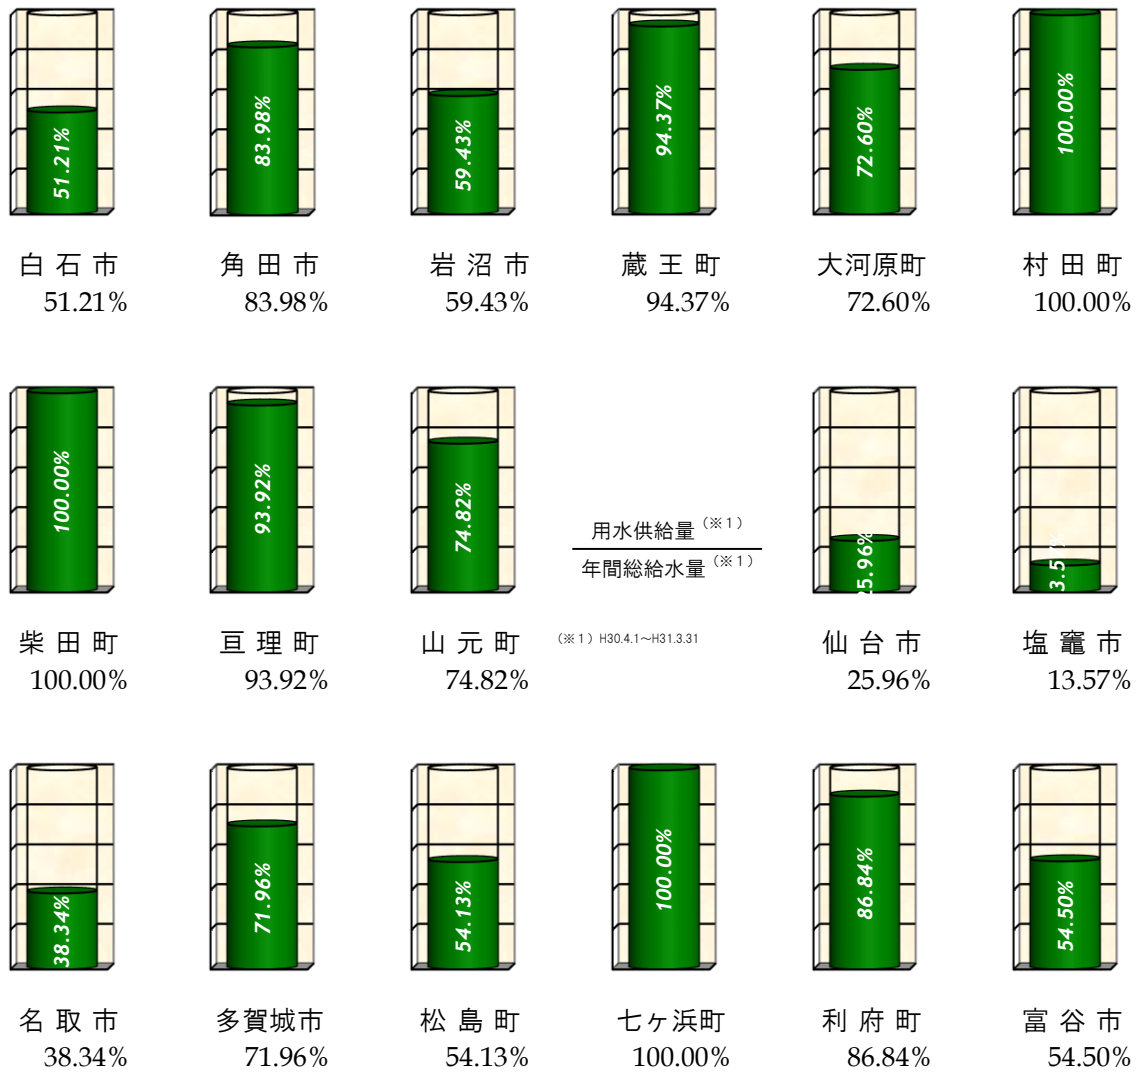 51.21%
83.98%
59.43%
94.37%
72.60%
100.00%
白石市
角田市
岩沼市
蔵王町
大河原町
村田町
51.21%
83.98%
59.43%
94.37%
72.60%
100.00%
100.00%
93.92%
74.82%
用水供給量(※1)
年間総給水量(※1)
25.96%
3.57%
柴田町
亘理町
山元町
(※1) H30.4.1~H31.3.31
仙台市
塩竈市
100.00%
93.92%
74.82%
25.96%
13.57%
38.34%
71.96%
54.13%
100.00%
86.84%
54.50%
名取市
多賀城市
松島町
七ヶ浜町
利府町
富谷市
38.34%
71.96%
54.13%
100.00%
86.84%
54.50%